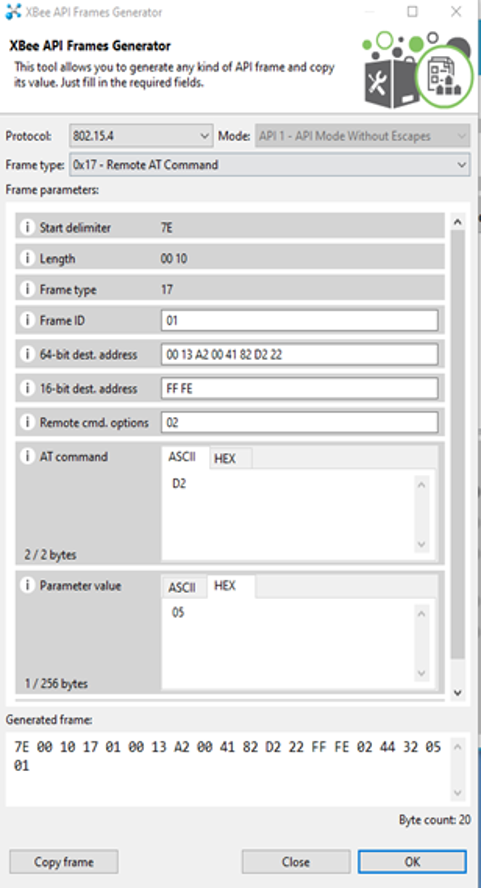 XBee API Frames Generator
XBee API Frames Generator
This tool allows you to generate any kind of API frame and copy
its value. Just fill in the required fields.
Protocol: 802.15.4 Mode: API 1 - API Mode Without Escapes
Frame type: 0x17 - Remote AT Command
Frame parameters:
i Start delimiter 7E
i Length 00 10
i Frame type 17
i Frame ID 01
i 64-bit dest. address 00 13 A2 00 41 82 D2 22
i 16-bit dest. address FF FE
i Remote cmd. options 02
i AT command ASCII HEX
D2
2 / 2 bytes
i Parameter value ASCII HEX
05
1 / 256 bytes
Generated frame:
7E 00 10 17 01 00 13 A2 00 41 82 D2 22 FF FE 02 44 32 05
01
Byte count: 20
Copy frame Close OK